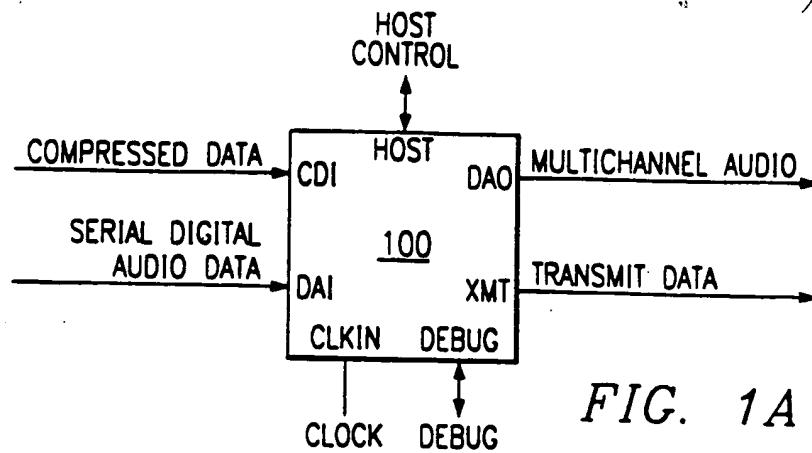 HOST
CONTROL
HOST
COMPRESSED DATA
CDI
DAO
MULTICHANNEL AUDIO
SERIAL DIGITAL
AUDIO DATA
100
DAI
XMT
TRANSMIT DATA
CLKIN
DEBUG
CLOCK
DEBUG
FIG. 1A